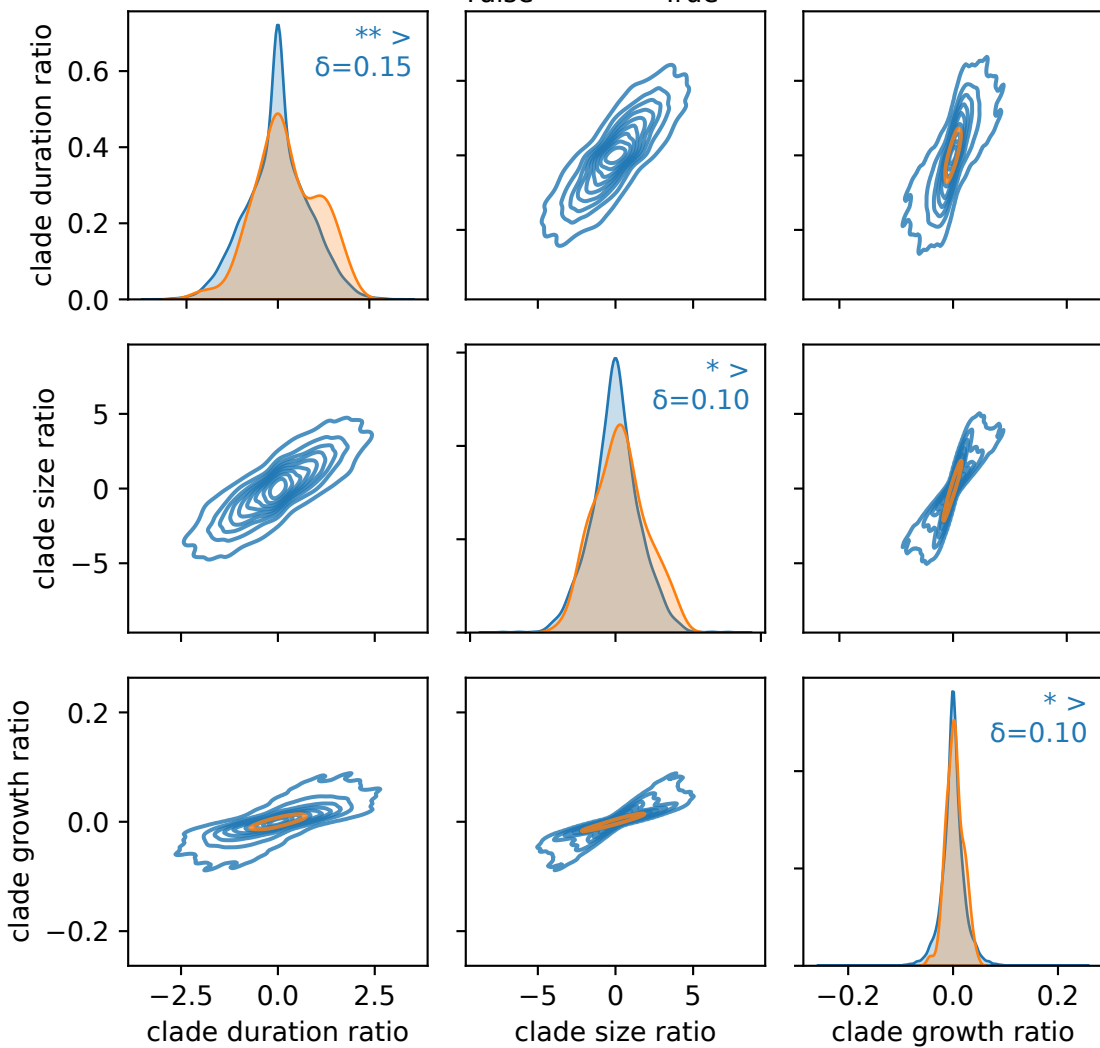 clade duration ratio
0.6
0.4
0.2
0.0
** >
δ=0.15
clade size ratio
5
0
−5
* >
δ=0.10
clade growth ratio
0.2
0.0
−0.2
* >
δ=0.10
−2.5 0.0 2.5
−5 0 5
−0.2 0.0 0.2
clade duration ratio
clade size ratio
clade growth ratio